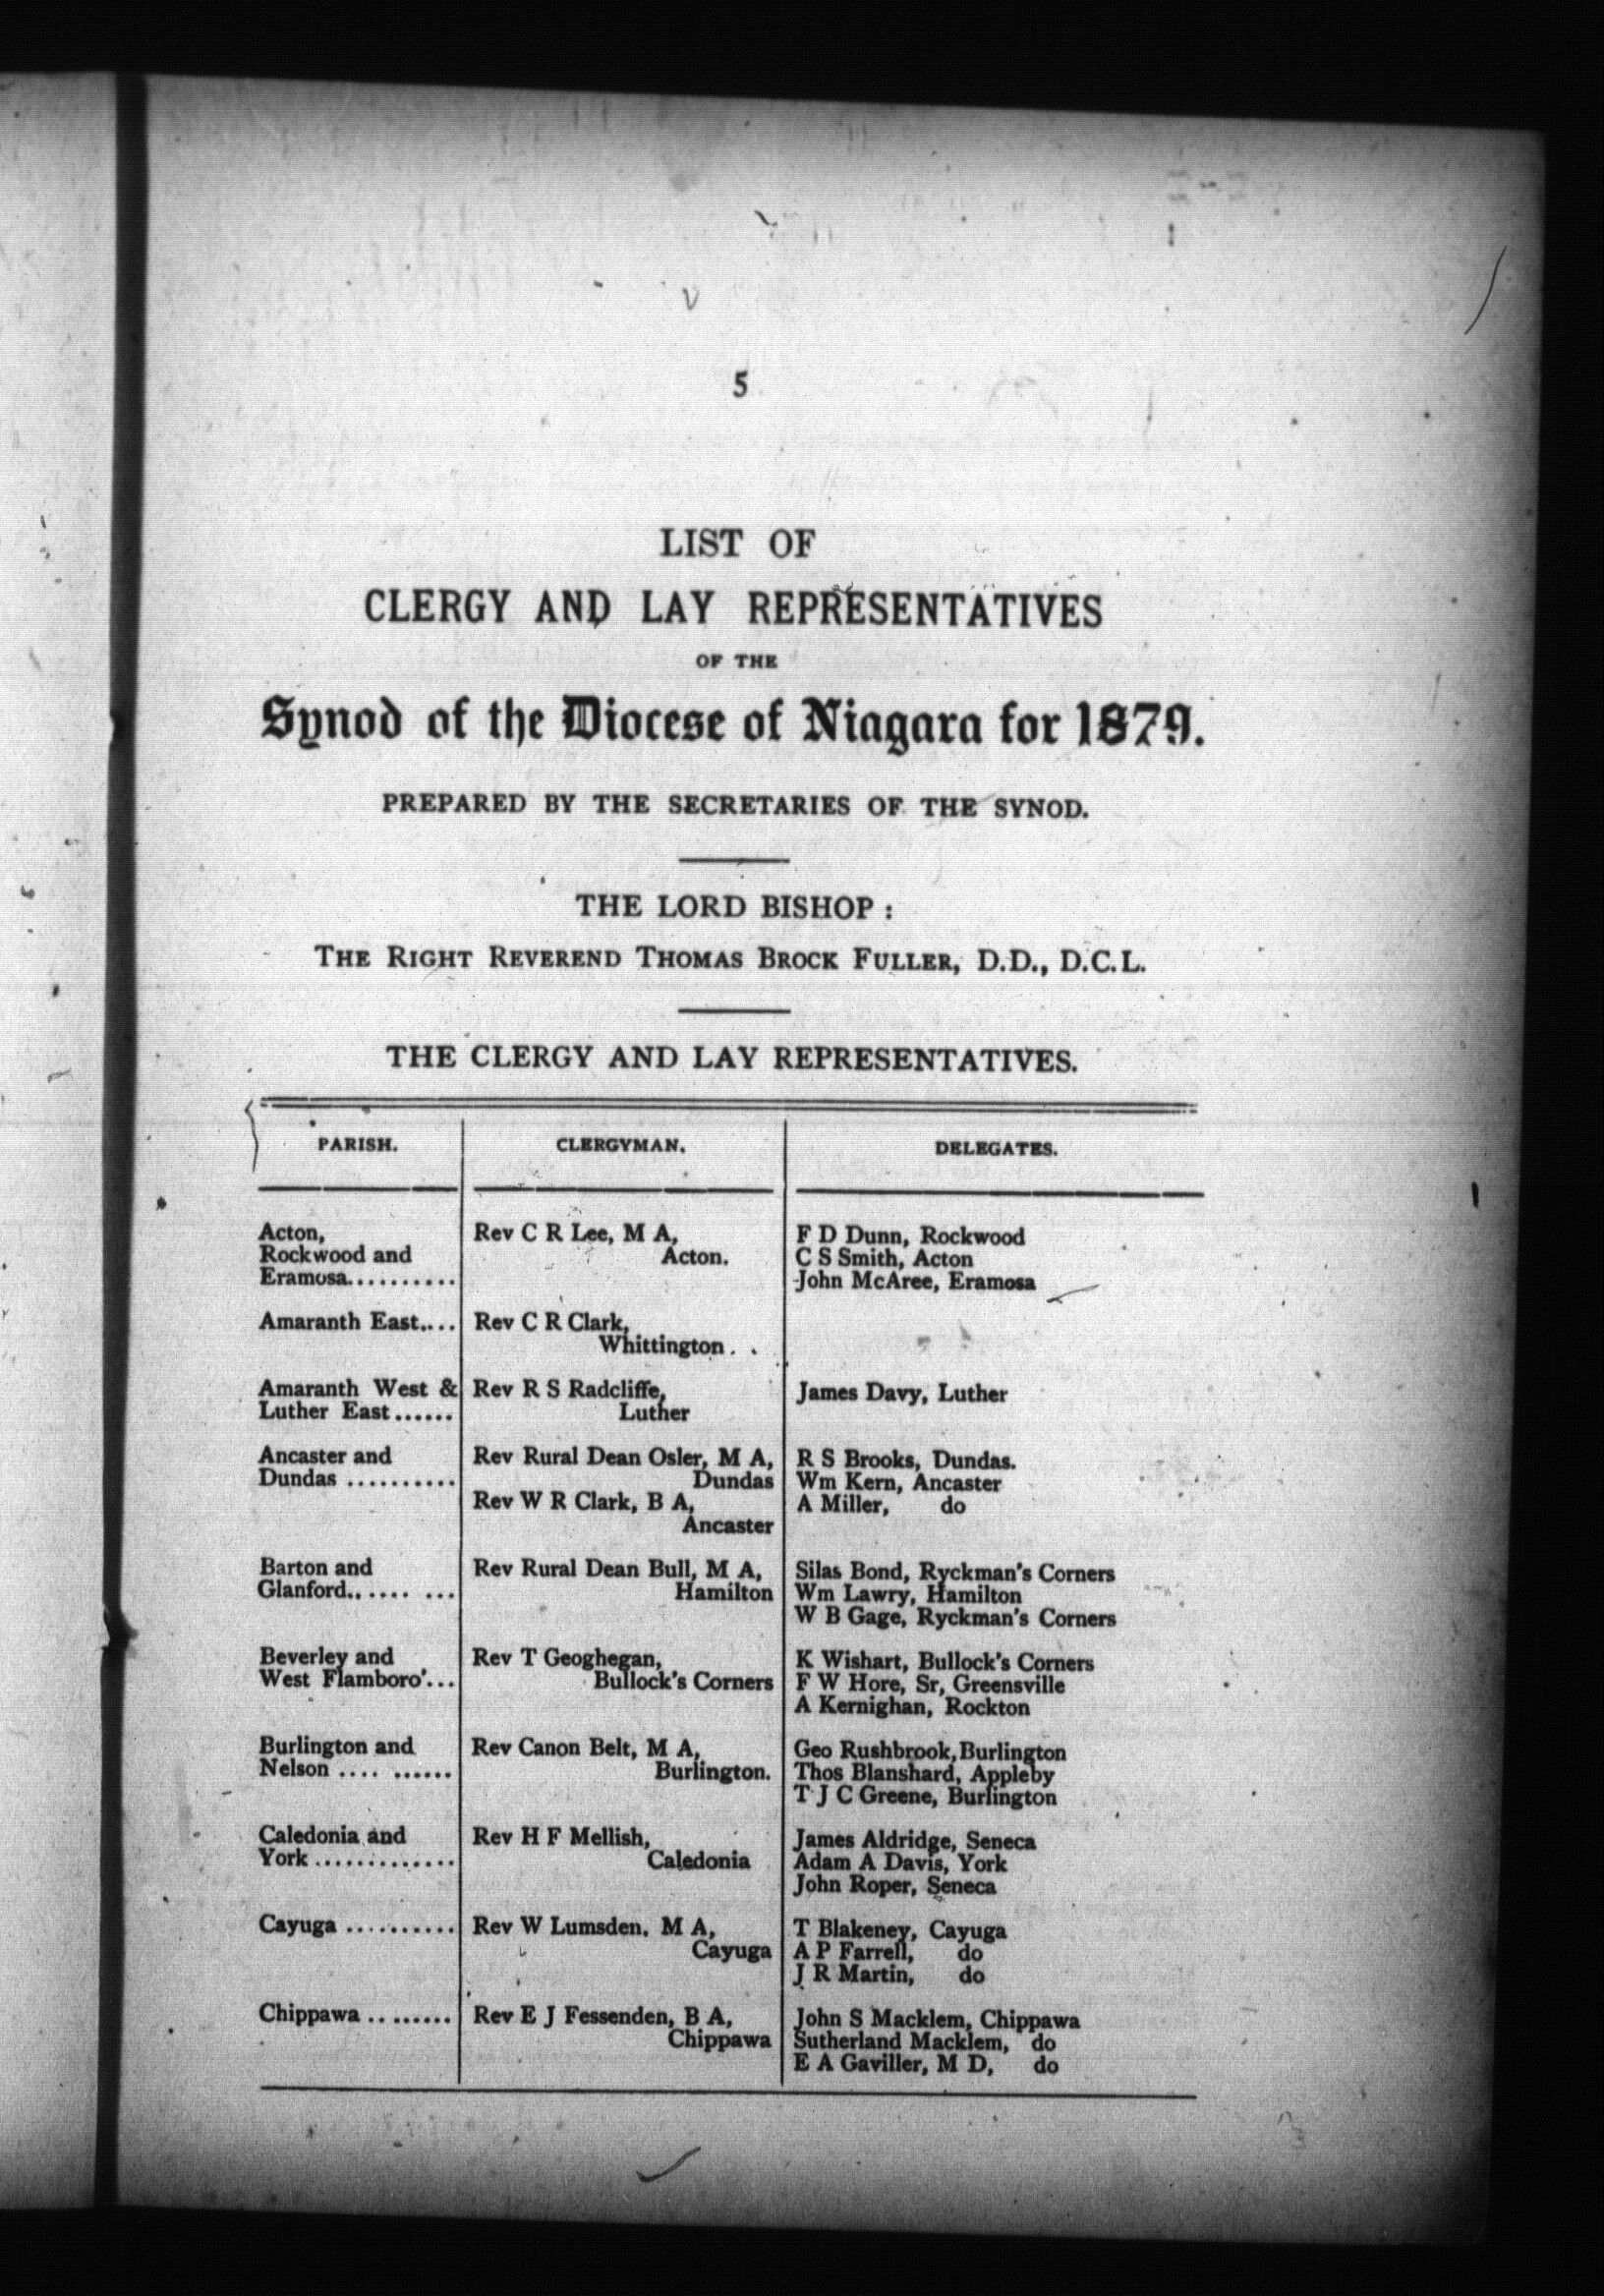 5
LIST OF
CLERGY AND LAY REPRESENTATIVES
OF THE
Synod of the Diocese of Niagara for 1879.
PREPARED BY THE SECRETARIES OF THE SYNOD.
THE LORD BISHOP :
THE RIGHT REVEREND THOMAS BROCK FULLER, D.D., D.C.L.
THE CLERGY AND LAY REPRESENTATIVES.
PARISH. CLERGYMAN. DELEGATES.
Acton, Rev C R Lee, M A, F D Dunn, Rockwood
Rockwood and Acton. C S Smith, Acton
Eramosa.......... John McAree, Eramosa
Amaranth East.... Rev C R Clark,
Whittington . .
Amaranth West & Rev R S Radcliffe, James Davy, Luther
Luther East...... Luther
Ancaster and Rev Rural Dean Osler, M A, R S Brooks, Dundas.
Dundas .......... Dundas Wm Kern, Ancaster
Rev W R Clark, B A, A Miller, do
Ancaster
Barton and Rev Rural Dean Bull, M A, Silas Bond, Ryckman's Corners
Glanford...... ... Hamilton Wm Lawry, Hamilton
W B Gage, Ryckman's Corners
Beverley and Rev T Geoghegan, K Wishart, Bullock's Corners
West Flamboro'... Bullock's Corners F W Hore, Sr, Greensville
A Kernighan, Rockton
Burlington and Rev Canon Belt, M A, Geo Rushbrook, Burlington
Nelson .... ...... Burlington. Thos Blanshard, Appleby
T J C Greene, Burlington
Caledonia and Rev H F Mellish, James Aldridge, Seneca
York ............. Caledonia Adam A Davis, York
John Roper, Seneca
Cayuga .......... Rev W Lumsden, M A, T Blakeney, Cayuga
Cayuga A P Farrell, do
J R Martin, do
Chippawa ........ Rev E J Fessenden, B A, John S Macklem, Chippawa
Chippawa Sutherland Macklem, do
E A Gaviller, M D, do